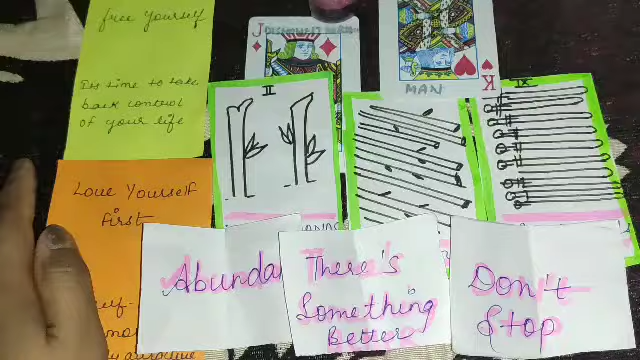 free yourself
Its time to take
back control
of your life
Love Yourself
first
J
K
MAN
II
IX
Abunda
There's
Something
Better
Don't
Stop